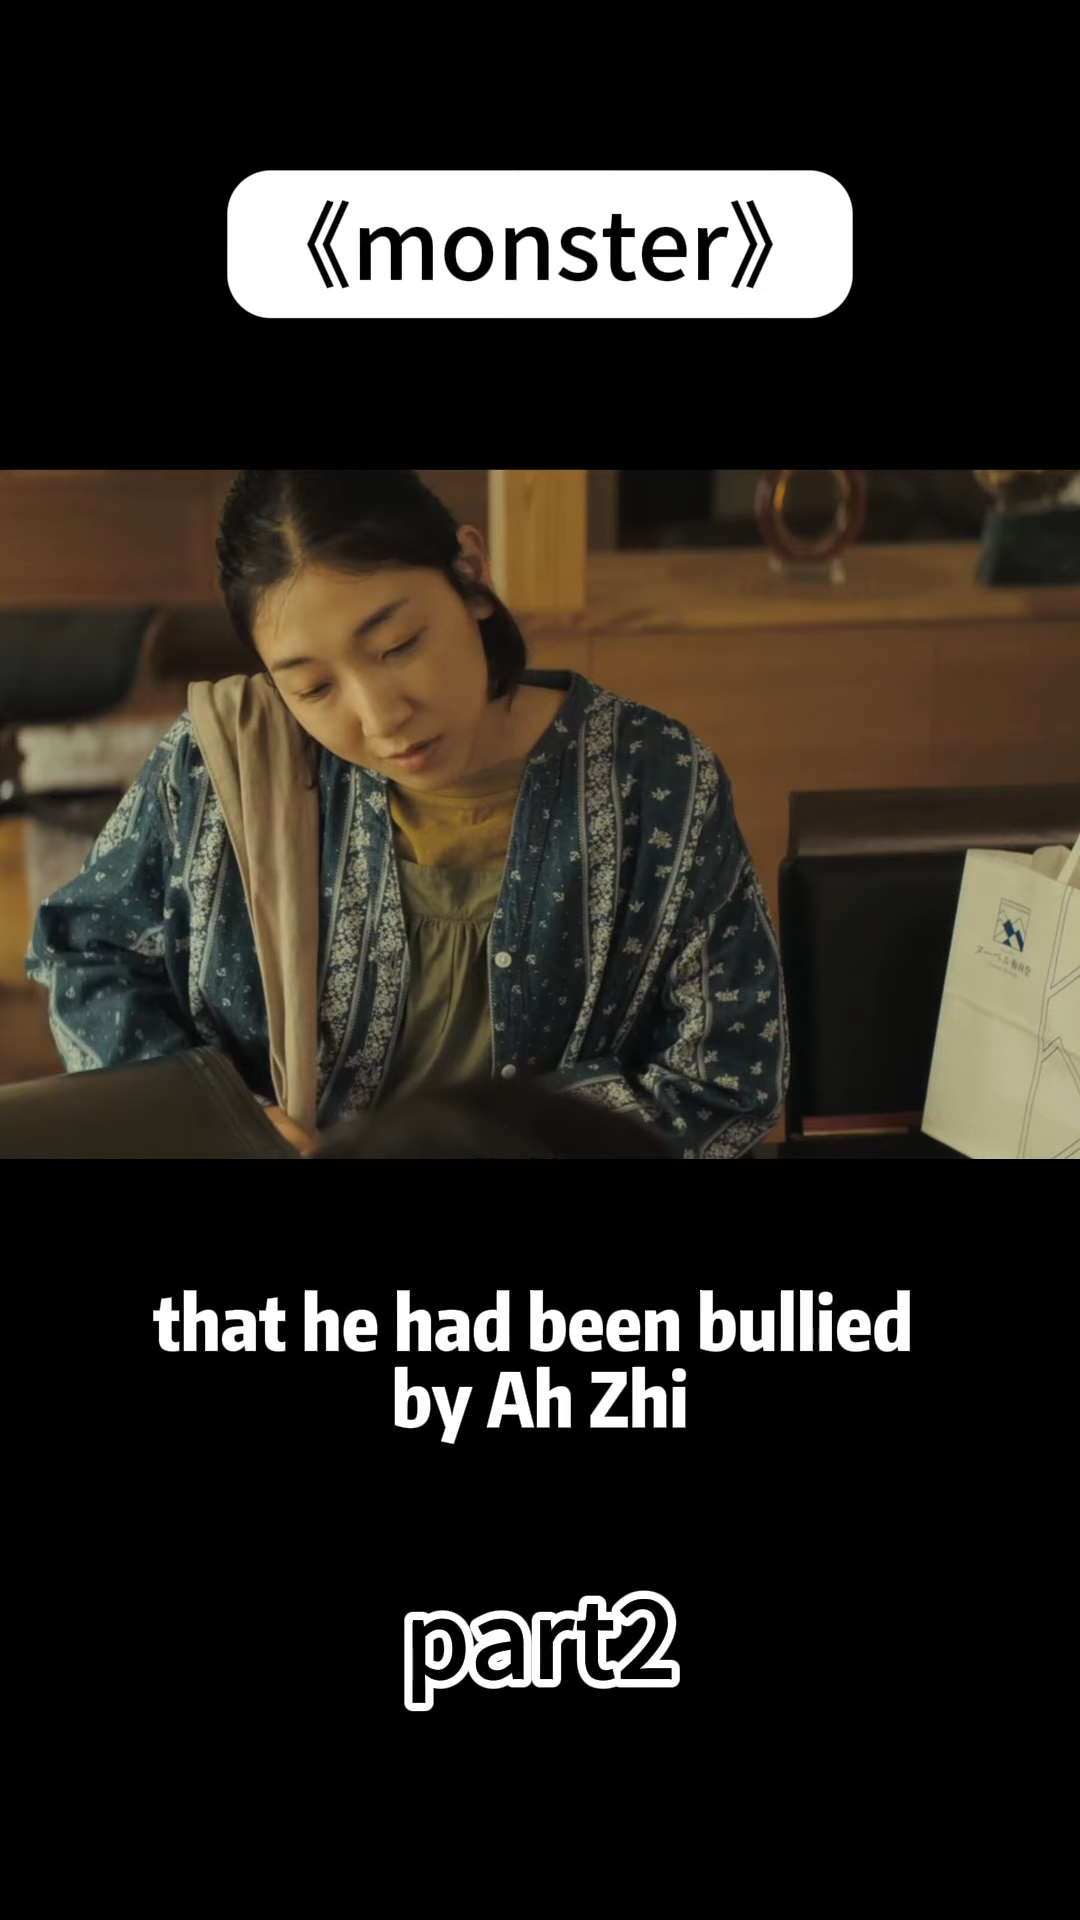 《monster》
that he had been bullied
by Ah Zhi
part2